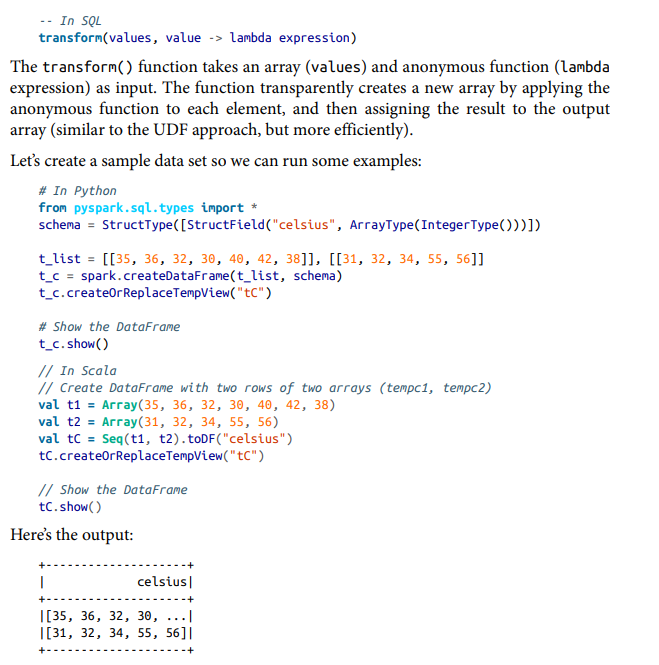 -- In SQL
transform(values, value -> lambda expression)
The transform() function takes an array (values) and anonymous function (lambda
expression) as input. The function transparently creates a new array by applying the
anonymous function to each element, and then assigning the result to the output
array (similar to the UDF approach, but more efficiently).
Let’s create a sample data set so we can run some examples:
# In Python
from pyspark.sql.types import *
schema = StructType([StructField("celsius", ArrayType(IntegerType()))])
t_list = [[35, 36, 32, 30, 40, 42, 38]], [[31, 32, 34, 55, 56]]
t_c = spark.createDataFrame(t_list, schema)
t_c.createOrReplaceTempView("tC")
# Show the DataFrame
t_c.show()
// In Scala
// Create DataFrame with two rows of two arrays (tempc1, tempc2)
val t1 = Array(35, 36, 32, 30, 40, 42, 38)
val t2 = Array(31, 32, 34, 55, 56)
val tC = Seq(t1, t2).toDF("celsius")
tC.createOrReplaceTempView("tC")
// Show the DataFrame
tC.show()
Here’s the output:
+--------------------+
|             celsius|
+--------------------+
|[35, 36, 32, 30, ...|
|[31, 32, 34, 55, 56]|
+--------------------+